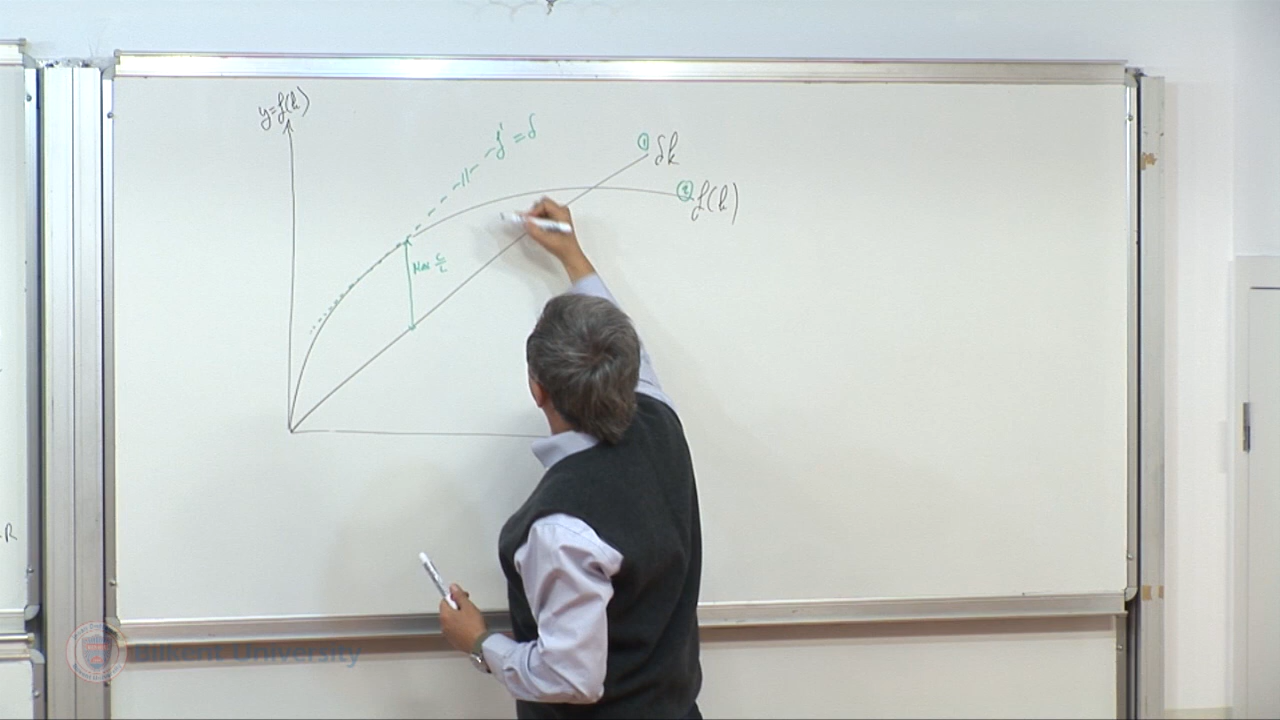 y=f(k)
f' = δ
① δk
② f(k)
Max C/L
R
Bilkent University